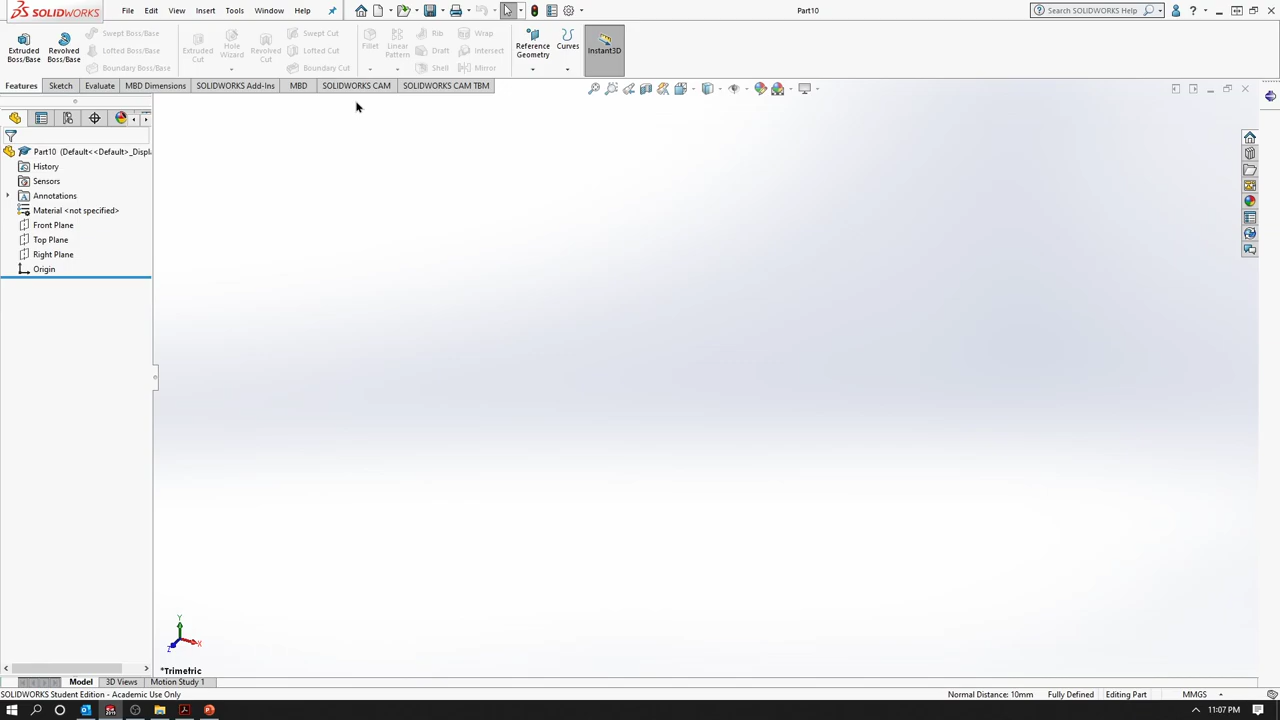 SOLIDWORKS File Edit View Insert Tools Window Help Part10 Search SOLIDWORKS Help
Extruded Boss/Base
Revolved Boss/Base
Swept Boss/Base
Lofted Boss/Base
Boundary Boss/Base
Extruded Cut
Hole Wizard
Revolved Cut
Swept Cut
Lofted Cut
Boundary Cut
Fillet
Linear Pattern
Rib
Draft
Shell
Wrap
Intersect
Mirror
Reference Geometry
Curves
Instant3D
Features Sketch Evaluate MBD Dimensions SOLIDWORKS Add-Ins MBD SOLIDWORKS CAM SOLIDWORKS CAM TBM
Part10 (Default<<Default>_Displ
History
Sensors
Annotations
Material <not specified>
Front Plane
Top Plane
Right Plane
Origin
Y
X
Z
*Trimetric
Model 3D Views Motion Study 1
SOLIDWORKS Student Edition - Academic Use Only Normal Distance: 10mm Fully Defined Editing Part MMGS
11:07 PM